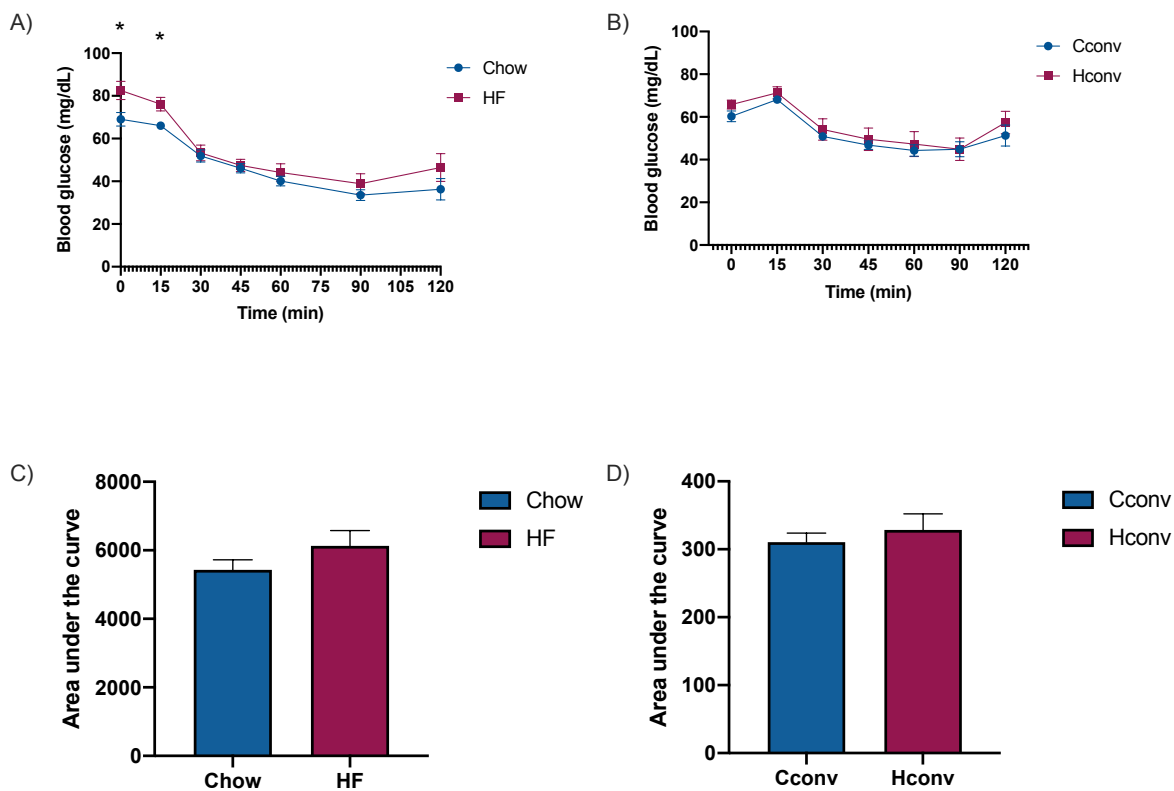 A)
* *
Blood glucose (mg/dL)
100
80
60
40
20
0
0 15 30 45 60 75 90 105 120
Time (min)
Chow
HF
B)
Blood glucose (mg/dL)
100
80
60
40
20
0
0 15 30 45 60 90 120
Time (min)
Cconv
Hconv
C)
Area under the curve
8000
6000
4000
2000
0
Chow HF
Chow
HF
D)
Area under the curve
400
300
200
100
0
Cconv Hconv
Cconv
Hconv